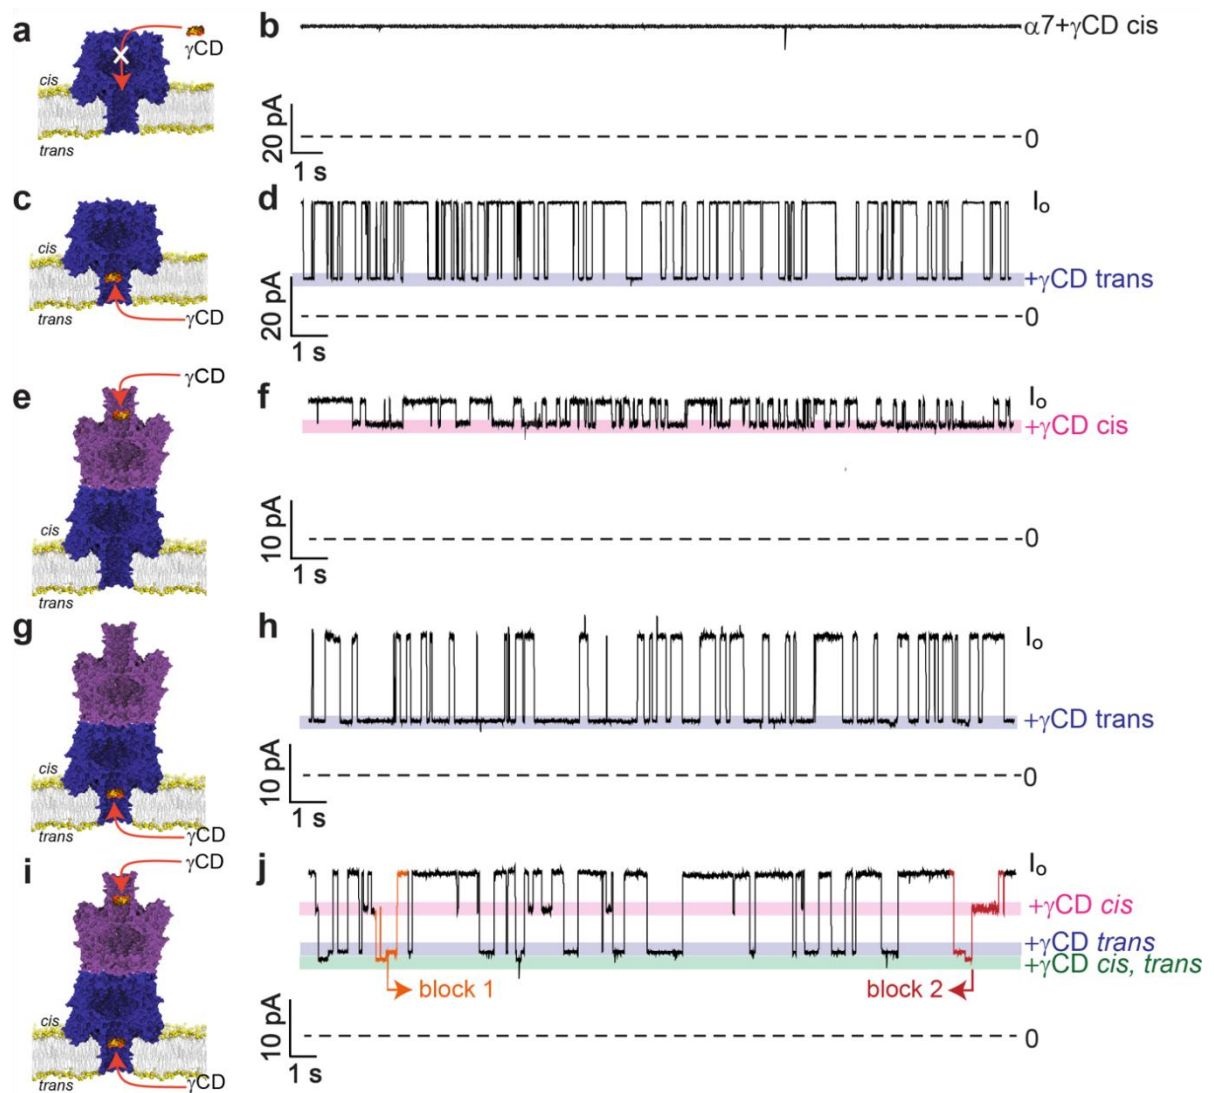 a
γCD
cis
trans
b
α7+γCD cis
20 pA
1 s
0
c
cis
trans
γCD
d
Io
+γCD trans
20 pA
0
1 s
e
γCD
cis
trans
f
Io
+γCD cis
10 pA
0
1 s
g
cis
trans
γCD
h
Io
+γCD trans
10 pA
0
1 s
i
γCD
cis
trans
γCD
j
Io
+γCD cis
+γCD trans
+γCD cis, trans
block 1
block 2
10 pA
0
1 s